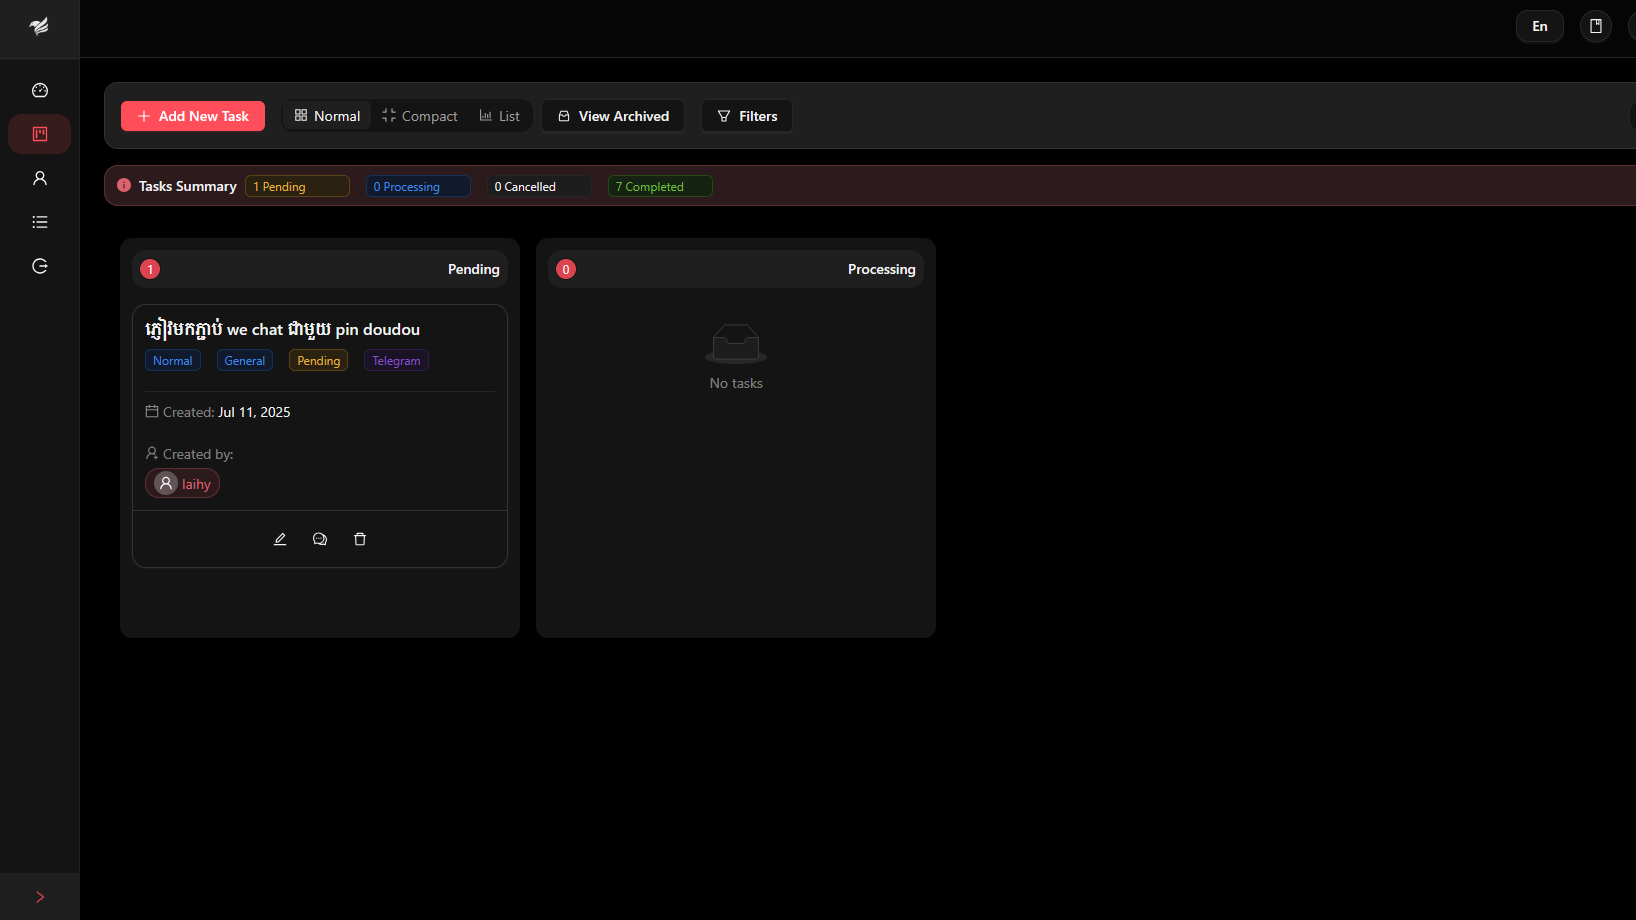 En
Add New Task
Normal
Compact
List
View Archived
Filters
Tasks Summary
1 Pending
0 Processing
0 Cancelled
7 Completed
1
Pending
ភ្ញៀវមកភ្ជាប់ we chat ជាមួយ pin doudou
Normal
General
Pending
Telegram
Created: Jul 11, 2025
Created by:
laihy
0
Processing
No tasks